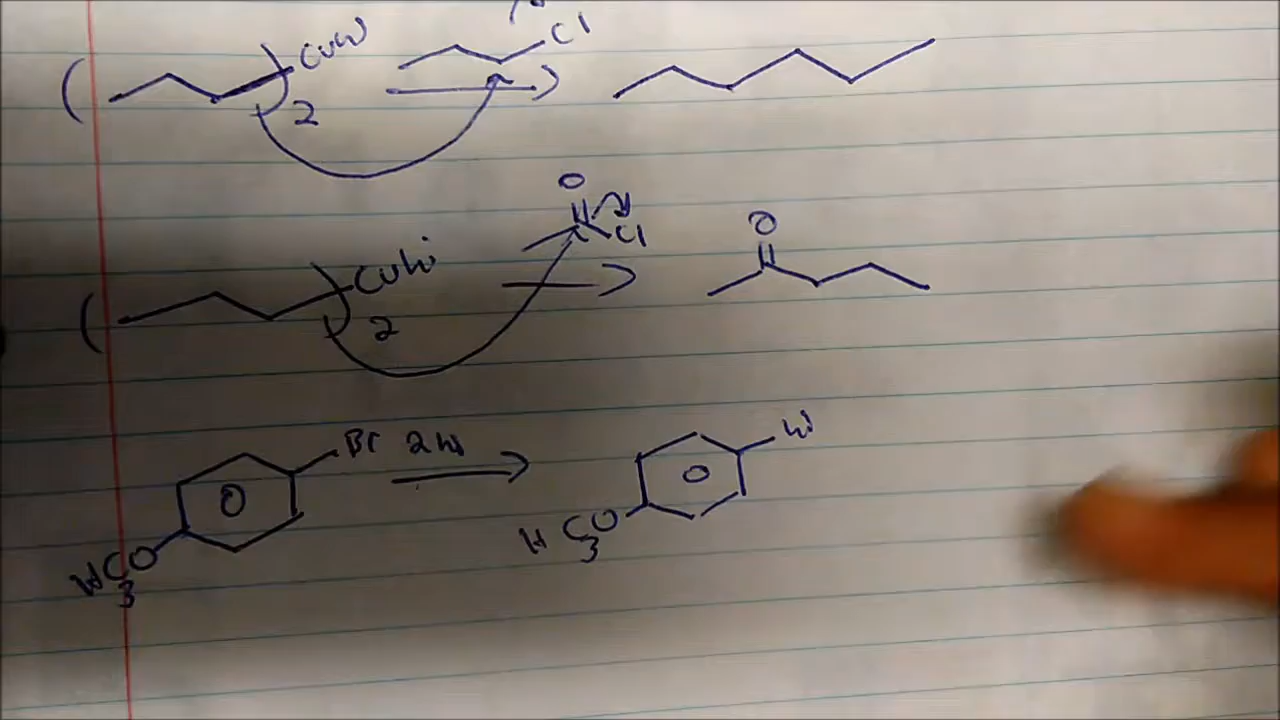 ( )2 CuLi Cl
O
( )2 CuLi Cl O
Br 2Li Li
H3CO H3CO